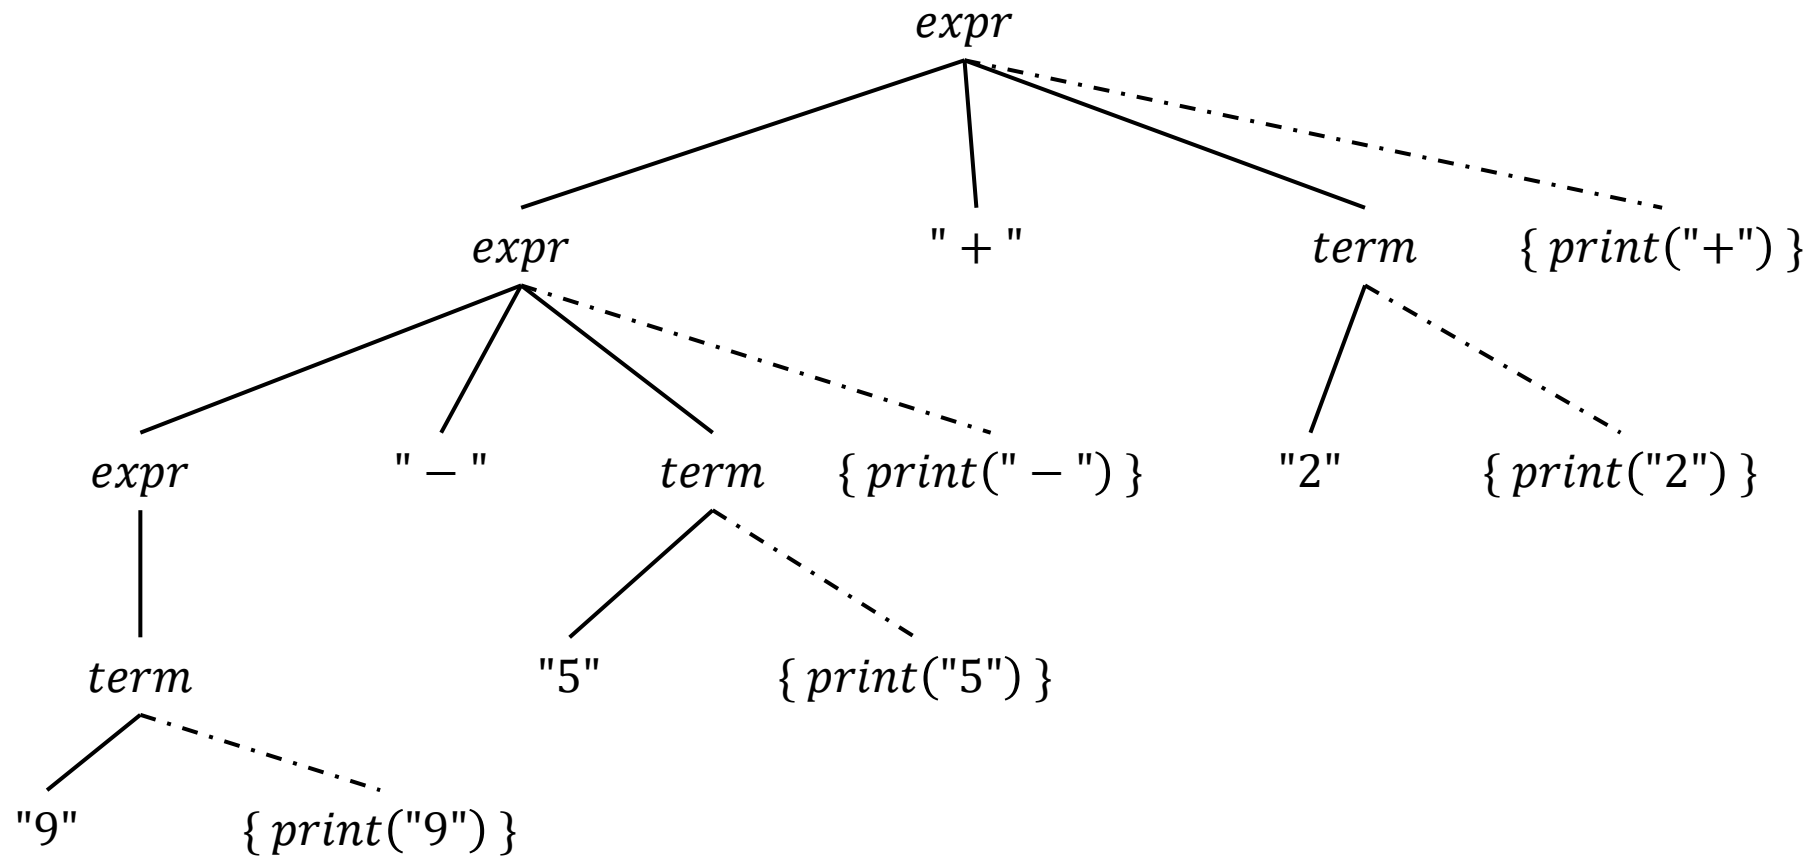 expr
expr " + " term { print("+") }
expr " − " term { print(" − ") } "2" { print("2") }
term "5" { print("5") }
"9" { print("9") }